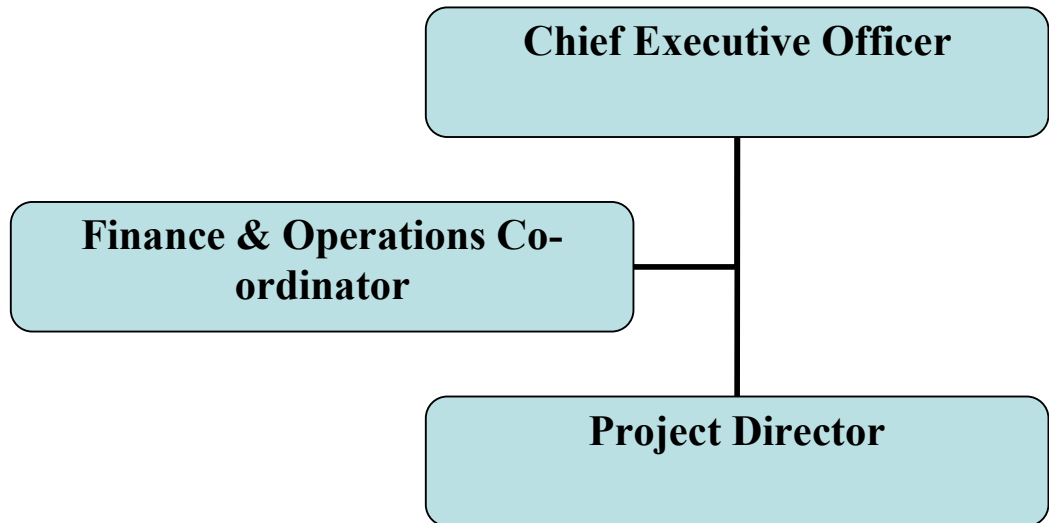 Chief Executive Officer
Finance & Operations Co-
ordinator
Project Director